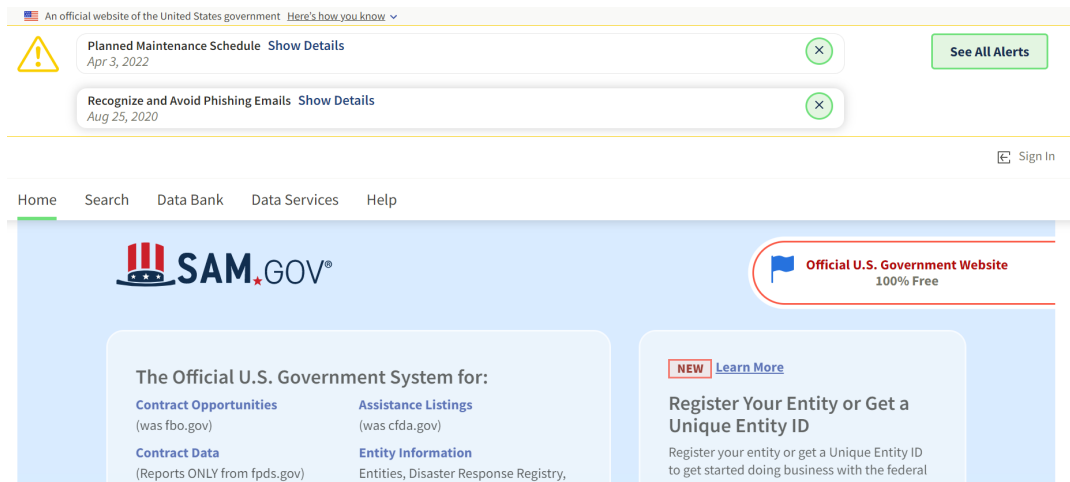 An official website of the United States government Here's how you know
Planned Maintenance Schedule Show Details
Apr 3, 2022
See All Alerts
Recognize and Avoid Phishing Emails Show Details
Aug 25, 2020
Sign In
Home Search Data Bank Data Services Help
SAM.GOV®
Official U.S. Government Website
100% Free
The Official U.S. Government System for:
Contract Opportunities
(was fbo.gov)
Assistance Listings
(was cfda.gov)
Contract Data
(Reports ONLY from fpds.gov)
Entity Information
Entities, Disaster Response Registry,
NEW Learn More
Register Your Entity or Get a
Unique Entity ID
Register your entity or get a Unique Entity ID
to get started doing business with the federal